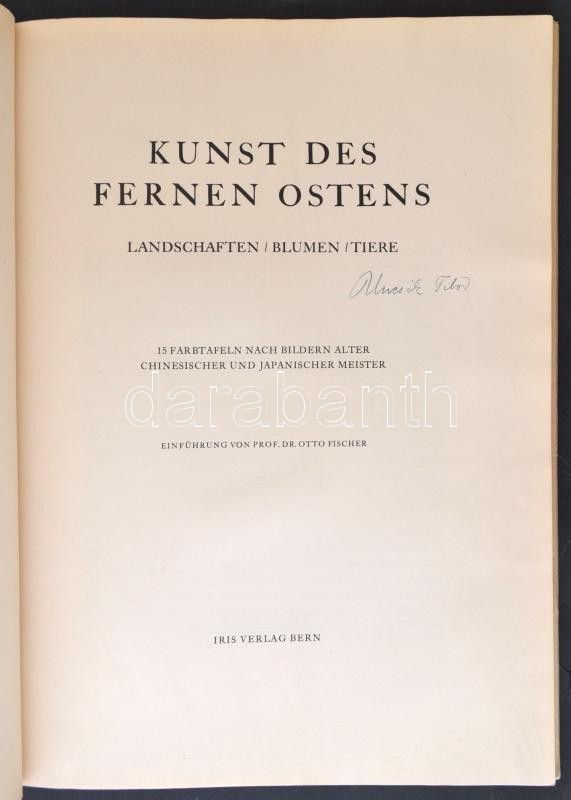 KUNST DES
FERNEN OSTENS
LANDSCHAFTEN / BLUMEN / TIERE
Tibor
15 FARBTAFELN NACH BILDERN ALTER
CHINESISCHER UND JAPANISCHER MEISTER
darabanth
EINFÜHRUNG VON PROF. DR. OTTO FISCHER
IRIS VERLAG BERN